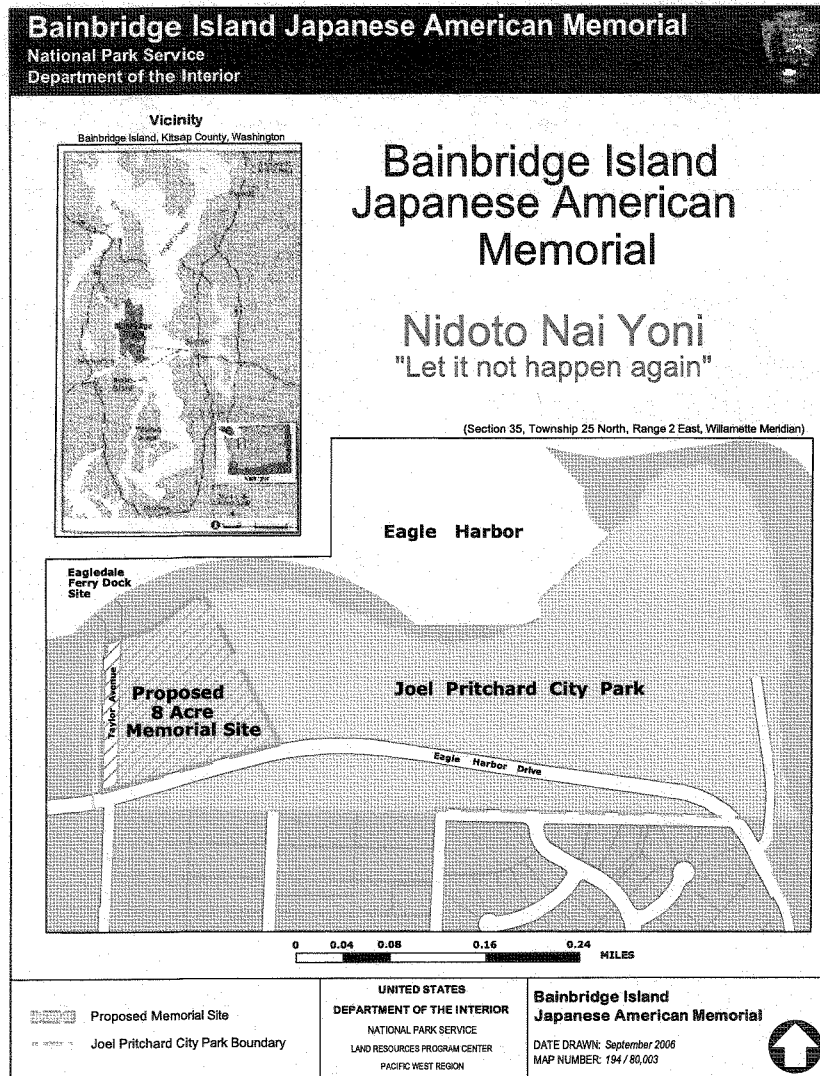 Bainbridge Island Japanese American Memorial
National Park Service
Department of the Interior
Vicinity
Bainbridge Island, Kitsap County, Washington
Bainbridge Island
Japanese American
Memorial
Nidoto Nai Yoni
"Let it not happen again"
(Section 35, Township 25 North, Range 2 East, Willamette Meridian)
Eagle Harbor
Eagledale
Ferry Dock
Site
Taylor Avenue
Proposed
8 Acre
Memorial Site
Joel Pritchard City Park
Eagle Harbor Drive
0 0.04 0.08 0.16 0.24
MILES
Proposed Memorial Site
Joel Pritchard City Park Boundary
UNITED STATES
DEPARTMENT OF THE INTERIOR
NATIONAL PARK SERVICE
LAND RESOURCES PROGRAM CENTER
PACIFIC WEST REGION
Bainbridge Island
Japanese American Memorial
DATE DRAWN: September 2006
MAP NUMBER: 194 / 80,003